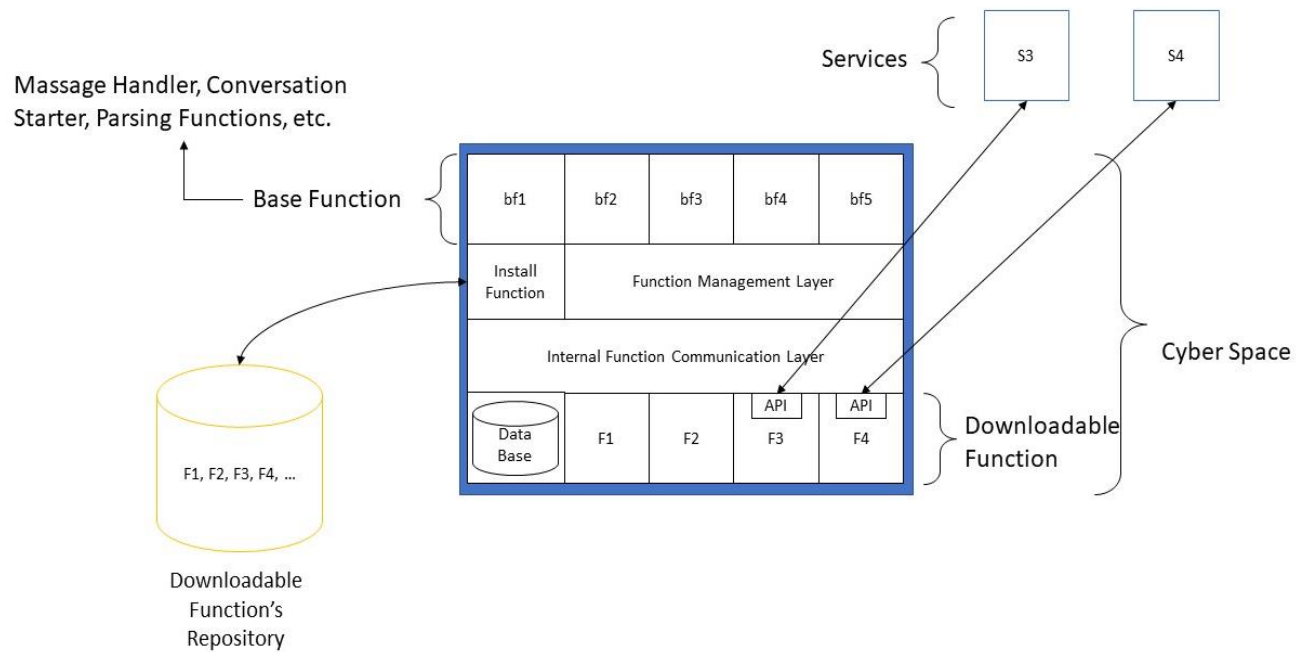 Services
S3
S4
Massage Handler, Conversation
Starter, Parsing Functions, etc.
Base Function
bf1
bf2
bf3
bf4
bf5
Install
Function
Function Management Layer
Internal Function Communication Layer
Cyber Space
Data
Base
F1
F2
API
F3
API
F4
Downloadable
Function
F1, F2, F3, F4, ...
Downloadable
Function’s
Repository